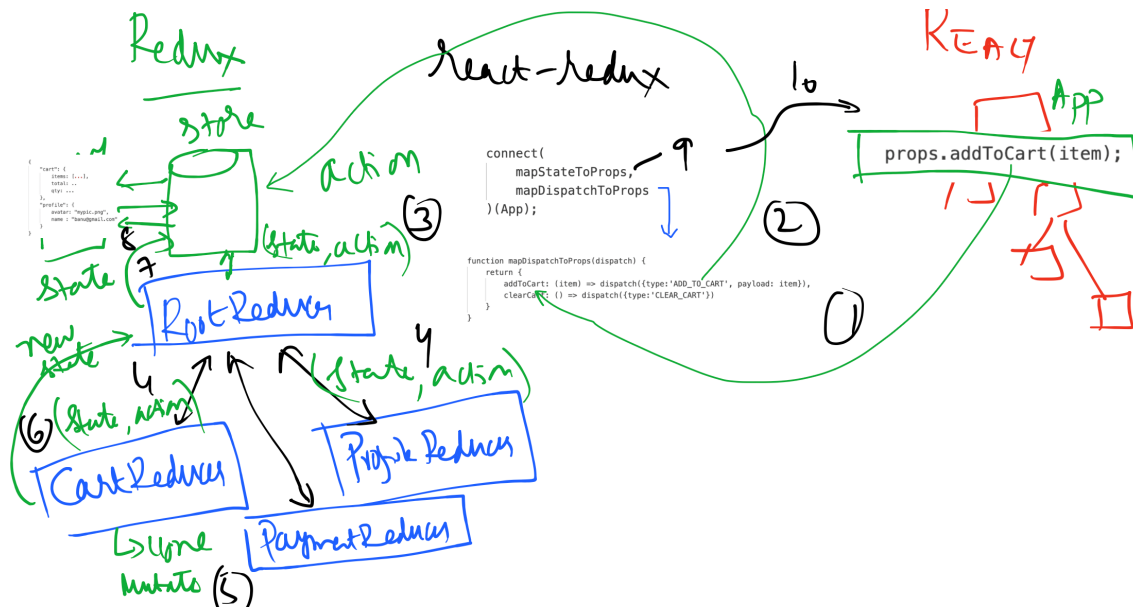 Redux
store
{
"cart": {
items: [...],
total: ..
qty: ...
},
"profile": {
avatar: "mypic.png",
name : "banu@gmail.com"
}
}
state
8
7
action
3
(state, action)
RootReducer
new
state
4
(state, action)
4
(state, action)
6
CartReducer
ProfileReducer
PaymentReducer
mutate
5
react-redux
connect(
mapStateToProps,
mapDispatchToProps
)(App);
9
10
2
function mapDispatchToProps(dispatch) {
return {
addToCart: (item) => dispatch({type:'ADD_TO_CART', payload: item}),
clearCart: () => dispatch({type:'CLEAR_CART'})
}
}
1
REACT
APP
props.addToCart(item);